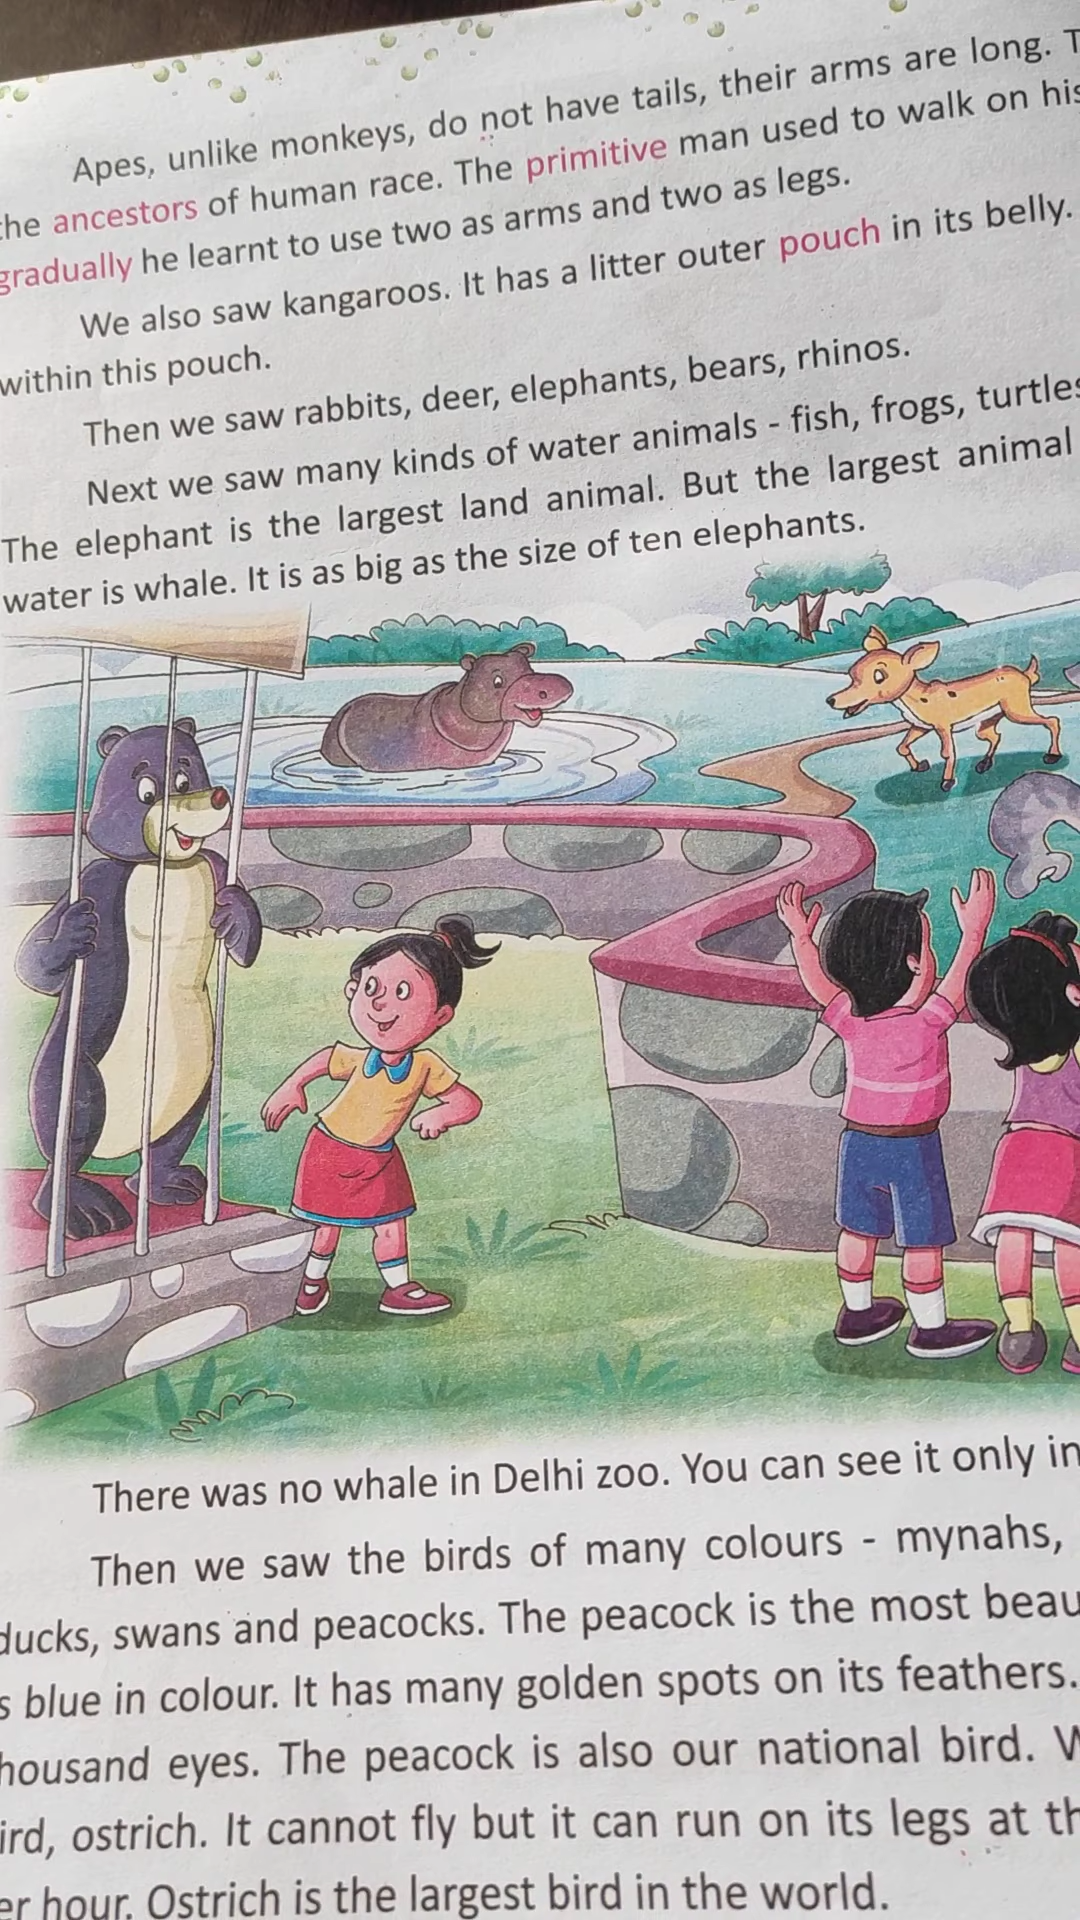 Apes, unlike monkeys, do not have tails, their arms are long.
the ancestors of human race. The primitive man used to walk on his
gradually he learnt to use two as arms and two as legs.
We also saw kangaroos. It has a litter outer pouch in its belly.
within this pouch.
Then we saw rabbits, deer, elephants, bears, rhinos.
Next we saw many kinds of water animals - fish, frogs, turtles
The elephant is the largest land animal. But the largest animal
water is whale. It is as big as the size of ten elephants.
There was no whale in Delhi zoo. You can see it only in
Then we saw the birds of many colours - mynahs,
ducks, swans and peacocks. The peacock is the most
blue in colour. It has many golden spots on its feathers.
eyes. The peacock is also our national bird.
ostrich. It cannot fly but it can run on its legs at
hour. Ostrich is the largest bird in the world.